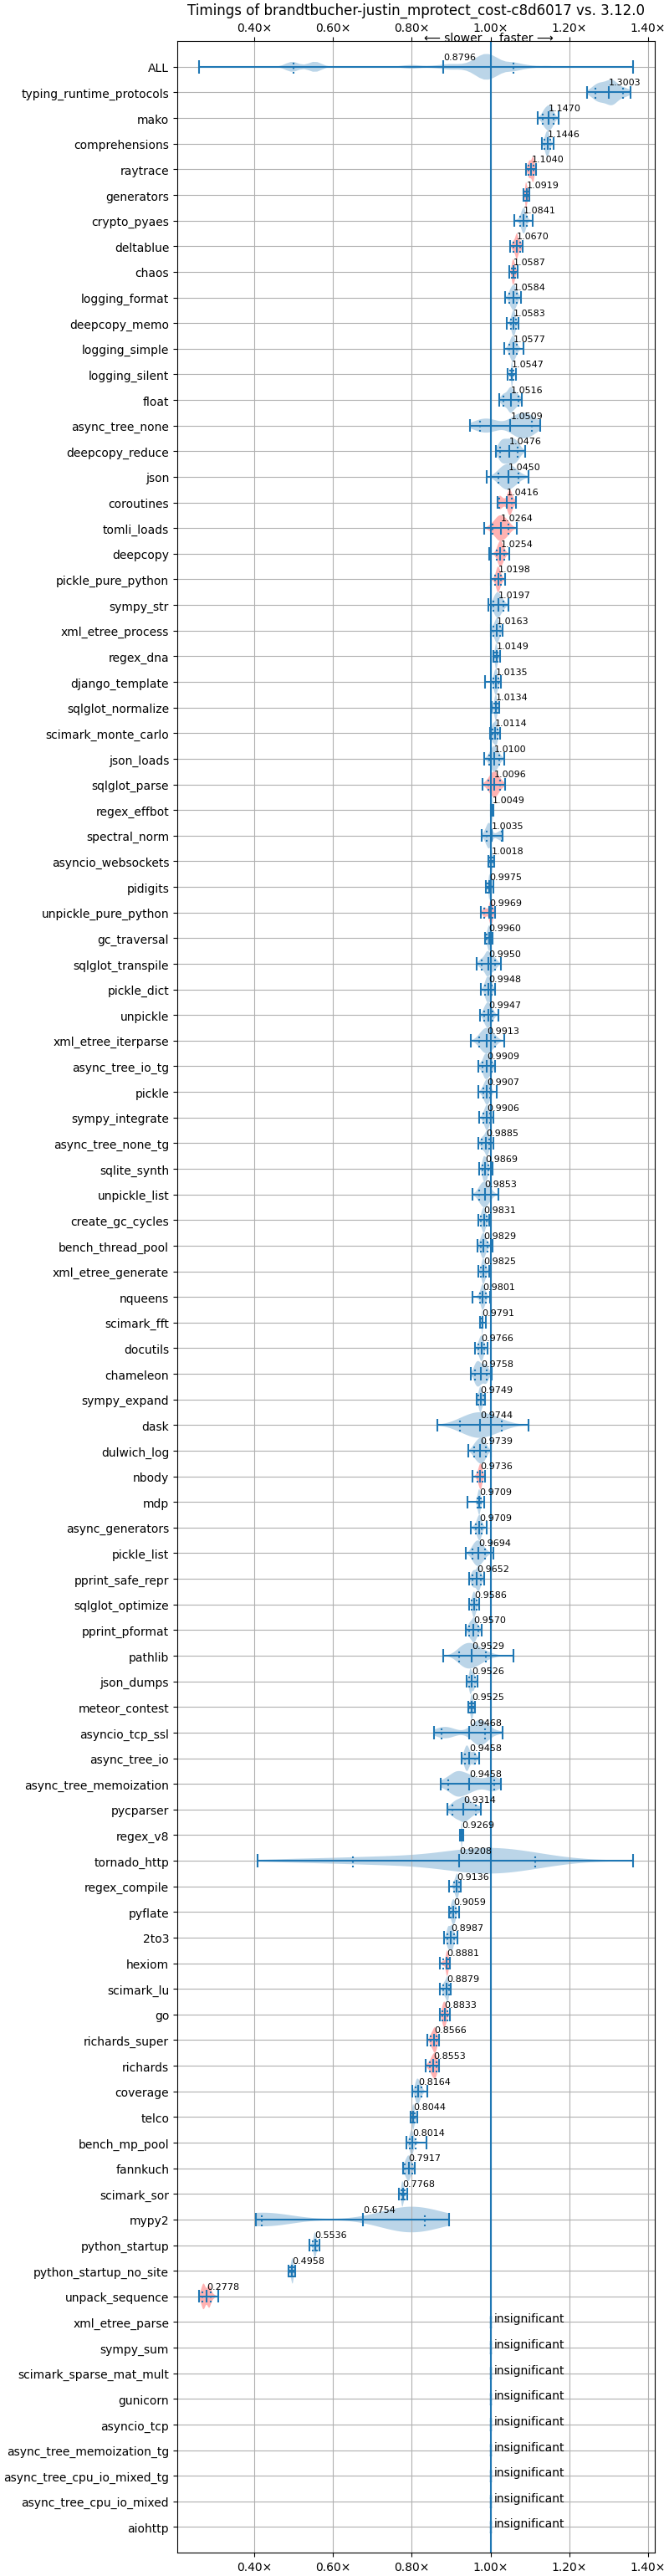 Timings of brandtbucher-justin_mprotect_cost-c8d6017 vs. 3.12.0
0.40× 0.60× 0.80× 1.00× 1.20× 1.40×
⟵ slower faster ⟶
ALL 0.8796
typing_runtime_protocols 1.3003
mako 1.1470
comprehensions 1.1446
raytrace 1.1040
generators 1.0919
crypto_pyaes 1.0841
deltablue 1.0670
chaos 1.0587
logging_format 1.0584
deepcopy_memo 1.0583
logging_simple 1.0577
logging_silent 1.0547
float 1.0516
async_tree_none 1.0509
deepcopy_reduce 1.0476
json 1.0450
coroutines 1.0416
tomli_loads 1.0264
deepcopy 1.0254
pickle_pure_python 1.0198
sympy_str 1.0197
xml_etree_process 1.0163
regex_dna 1.0149
django_template 1.0135
sqlglot_normalize 1.0134
scimark_monte_carlo 1.0114
json_loads 1.0100
sqlglot_parse 1.0096
regex_effbot 1.0049
spectral_norm 1.0035
asyncio_websockets 1.0018
pidigits 0.9975
unpickle_pure_python 0.9969
gc_traversal 0.9960
sqlglot_transpile 0.9950
pickle_dict 0.9948
unpickle 0.9947
xml_etree_iterparse 0.9913
async_tree_io_tg 0.9909
pickle 0.9907
sympy_integrate 0.9906
async_tree_none_tg 0.9885
sqlite_synth 0.9869
unpickle_list 0.9853
create_gc_cycles 0.9831
bench_thread_pool 0.9829
xml_etree_generate 0.9825
nqueens 0.9801
scimark_fft 0.9791
docutils 0.9766
chameleon 0.9758
sympy_expand 0.9749
dask 0.9744
dulwich_log 0.9739
nbody 0.9736
mdp 0.9709
async_generators 0.9709
pickle_list 0.9694
pprint_safe_repr 0.9652
sqlglot_optimize 0.9586
pprint_pformat 0.9570
pathlib 0.9529
json_dumps 0.9526
meteor_contest 0.9525
asyncio_tcp_ssl 0.9468
async_tree_io 0.9458
async_tree_memoization 0.9458
pycparser 0.9314
regex_v8 0.9269
tornado_http 0.9208
regex_compile 0.9136
pyflate 0.9059
2to3 0.8987
hexiom 0.8881
scimark_lu 0.8879
go 0.8833
richards_super 0.8566
richards 0.8553
coverage 0.8164
telco 0.8044
bench_mp_pool 0.8014
fannkuch 0.7917
scimark_sor 0.7768
mypy2 0.6754
python_startup 0.5536
python_startup_no_site 0.4958
unpack_sequence 0.2778
xml_etree_parse insignificant
sympy_sum insignificant
scimark_sparse_mat_mult insignificant
gunicorn insignificant
asyncio_tcp insignificant
async_tree_memoization_tg insignificant
async_tree_cpu_io_mixed_tg insignificant
async_tree_cpu_io_mixed insignificant
aiohttp insignificant
0.40× 0.60× 0.80× 1.00× 1.20× 1.40×